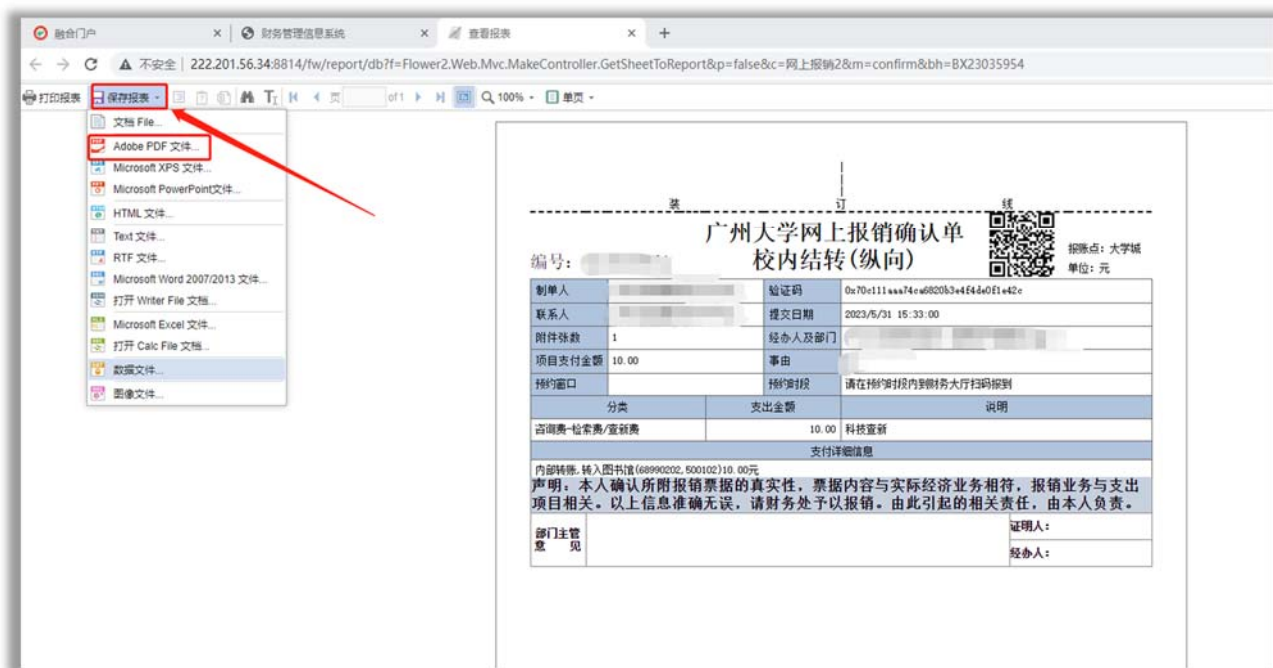 融合门户
财务管理信息系统
查看报表
不安全 | 222.201.56.34:8814/fw/report/db?f=Flower2.Web.Mvc.MakeController.GetSheetToReport&p=false&c=网上报销2&m=confirm&bh=BX23035954
打印报表 保存报表 页 of 1 100% 单页
文档 File...
Adobe PDF 文件...
Microsoft XPS 文件...
Microsoft PowerPoint文件...
HTML 文件...
Text 文件...
RTF 文件...
Microsoft Word 2007/2013 文件...
打开 Writer File 文档...
Microsoft Excel 文件...
打开 Calc File 文档...
数据文件...
图像文件...
装 订 线
广州大学网上报销确认单
校内结转(纵向)
报账点: 大学城
单位: 元
编号:
制单人 验证码 0x70c111aaa74ca6820b3e4f4de0f1e42c
联系人 提交日期 2023/5/31 15:33:00
附件张数 1 经办人及部门
项目支付金额 10.00 事由
预约窗口 预约时段 请在预约时段内到财务大厅扫码报到
分类 支出金额 说明
咨询费-检索费/查新费 10.00 科技查新
支付详细信息
内部转账,转入图书馆(68990202,500102)10.00元
声明: 本人确认所附报销票据的真实性, 票据内容与实际经济业务相符, 报销业务与支出
项目相关。以上信息准确无误, 请财务处予以报销。由此引起的相关责任, 由本人负责。
部门主管
意 见
证明人:
经办人: